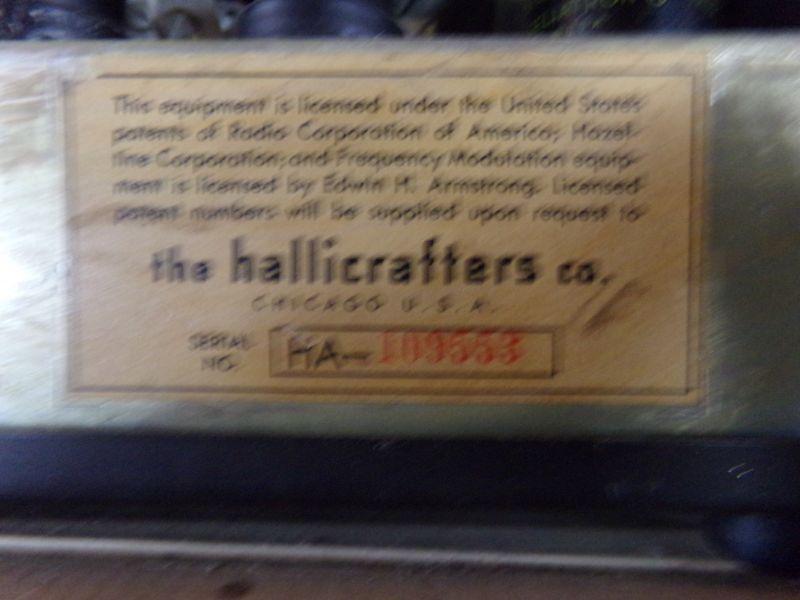 This equipment is licensed under the United States
patents of Radio Corporation of America; Hazel-
tine Corporation; and Frequency Modulation equip-
ment is licensed by Edwin H. Armstrong. Licensed
patent numbers will be supplied upon request to
the hallicrafters co.
CHICAGO U.S.A.
SERIAL NO. HA-109553